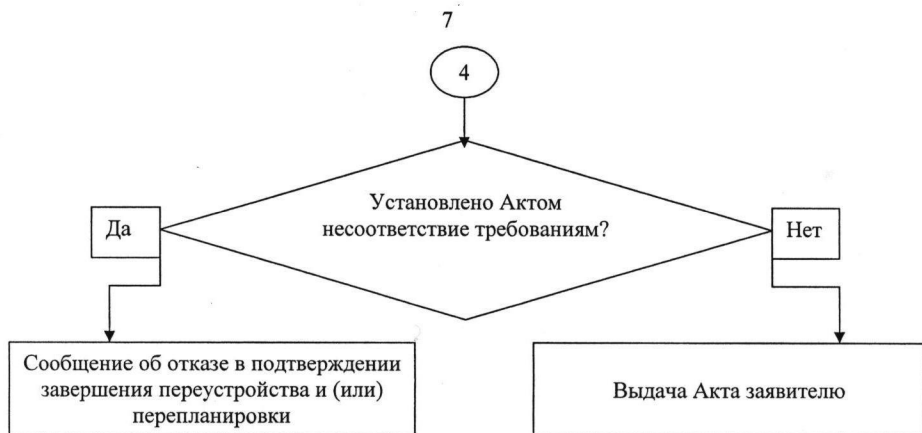 7
4
Установлено Актом
несоответствие требованиям?
Да
Нет
Сообщение об отказе в подтверждении
завершения переустройства и (или)
перепланировки
Выдача Акта заявителю